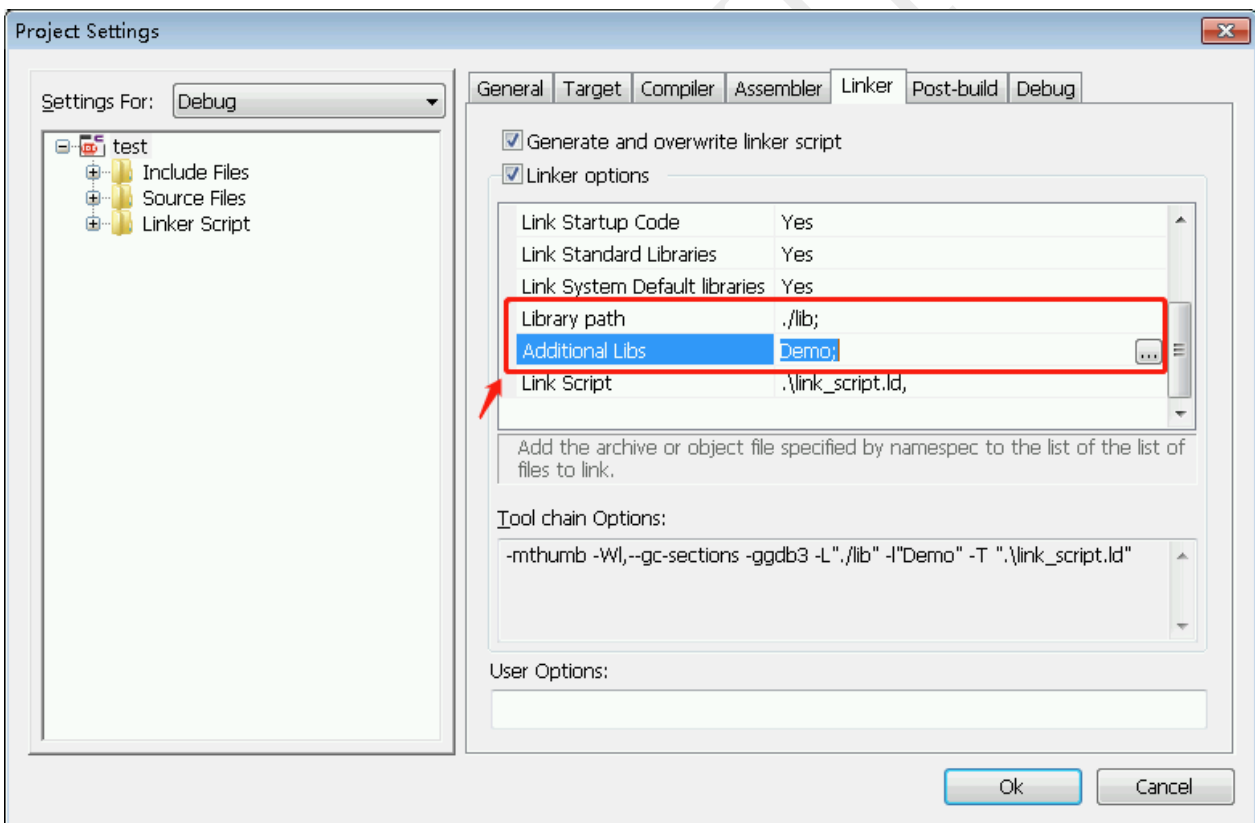 Project Settings
Settings For: Debug
test
Include Files
Source Files
Linker Script
General Target Compiler Assembler Linker Post-build Debug
Generate and overwrite linker script
Linker options
Link Startup Code Yes
Link Standard Libraries Yes
Link System Default libraries Yes
Library path ./lib;
Additional Libs Demo; ...
Link Script .\link_script.ld,
Add the archive or object file specified by namespec to the list of the list of
files to link.
Tool chain Options:
-mthumb -Wl,--gc-sections -ggdb3 -L"./lib" -l"Demo" -T ".\link_script.ld"
User Options:
Ok Cancel